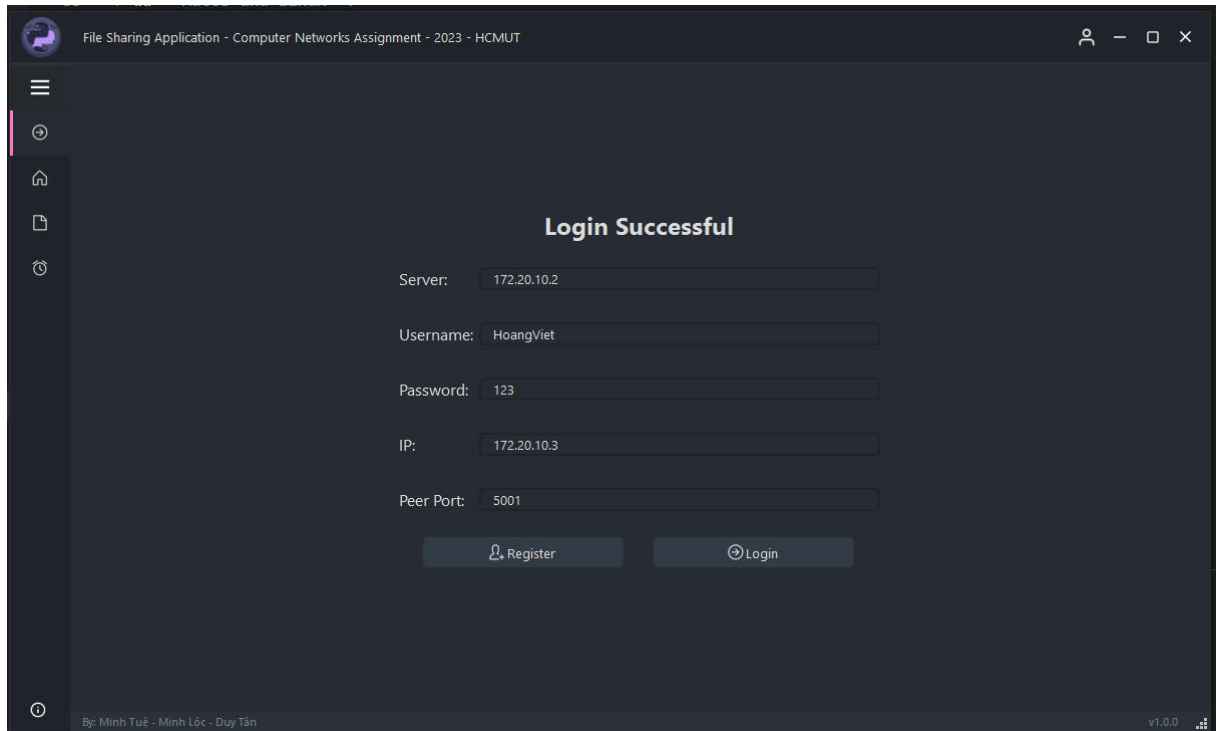 File Sharing Application - Computer Networks Assignment - 2023 - HCMUT
Login Successful
Server: 172.20.10.2
Username: HoangViet
Password: 123
IP: 172.20.10.3
Peer Port: 5001
Register Login
By: Minh Tuệ - Minh Lộc - Duy Tân v1.0.0